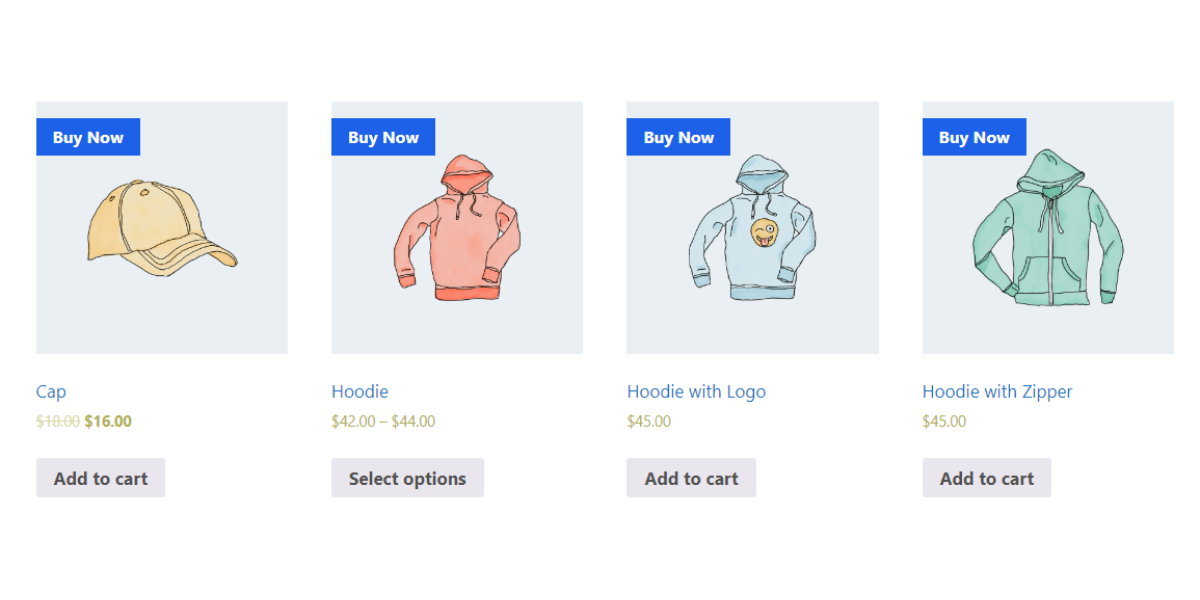 Buy Now
Buy Now
Buy Now
Buy Now
Cap
Hoodie
Hoodie with Logo
Hoodie with Zipper
$18.00 $16.00
$42.00 – $44.00
$45.00
$45.00
Add to cart
Select options
Add to cart
Add to cart